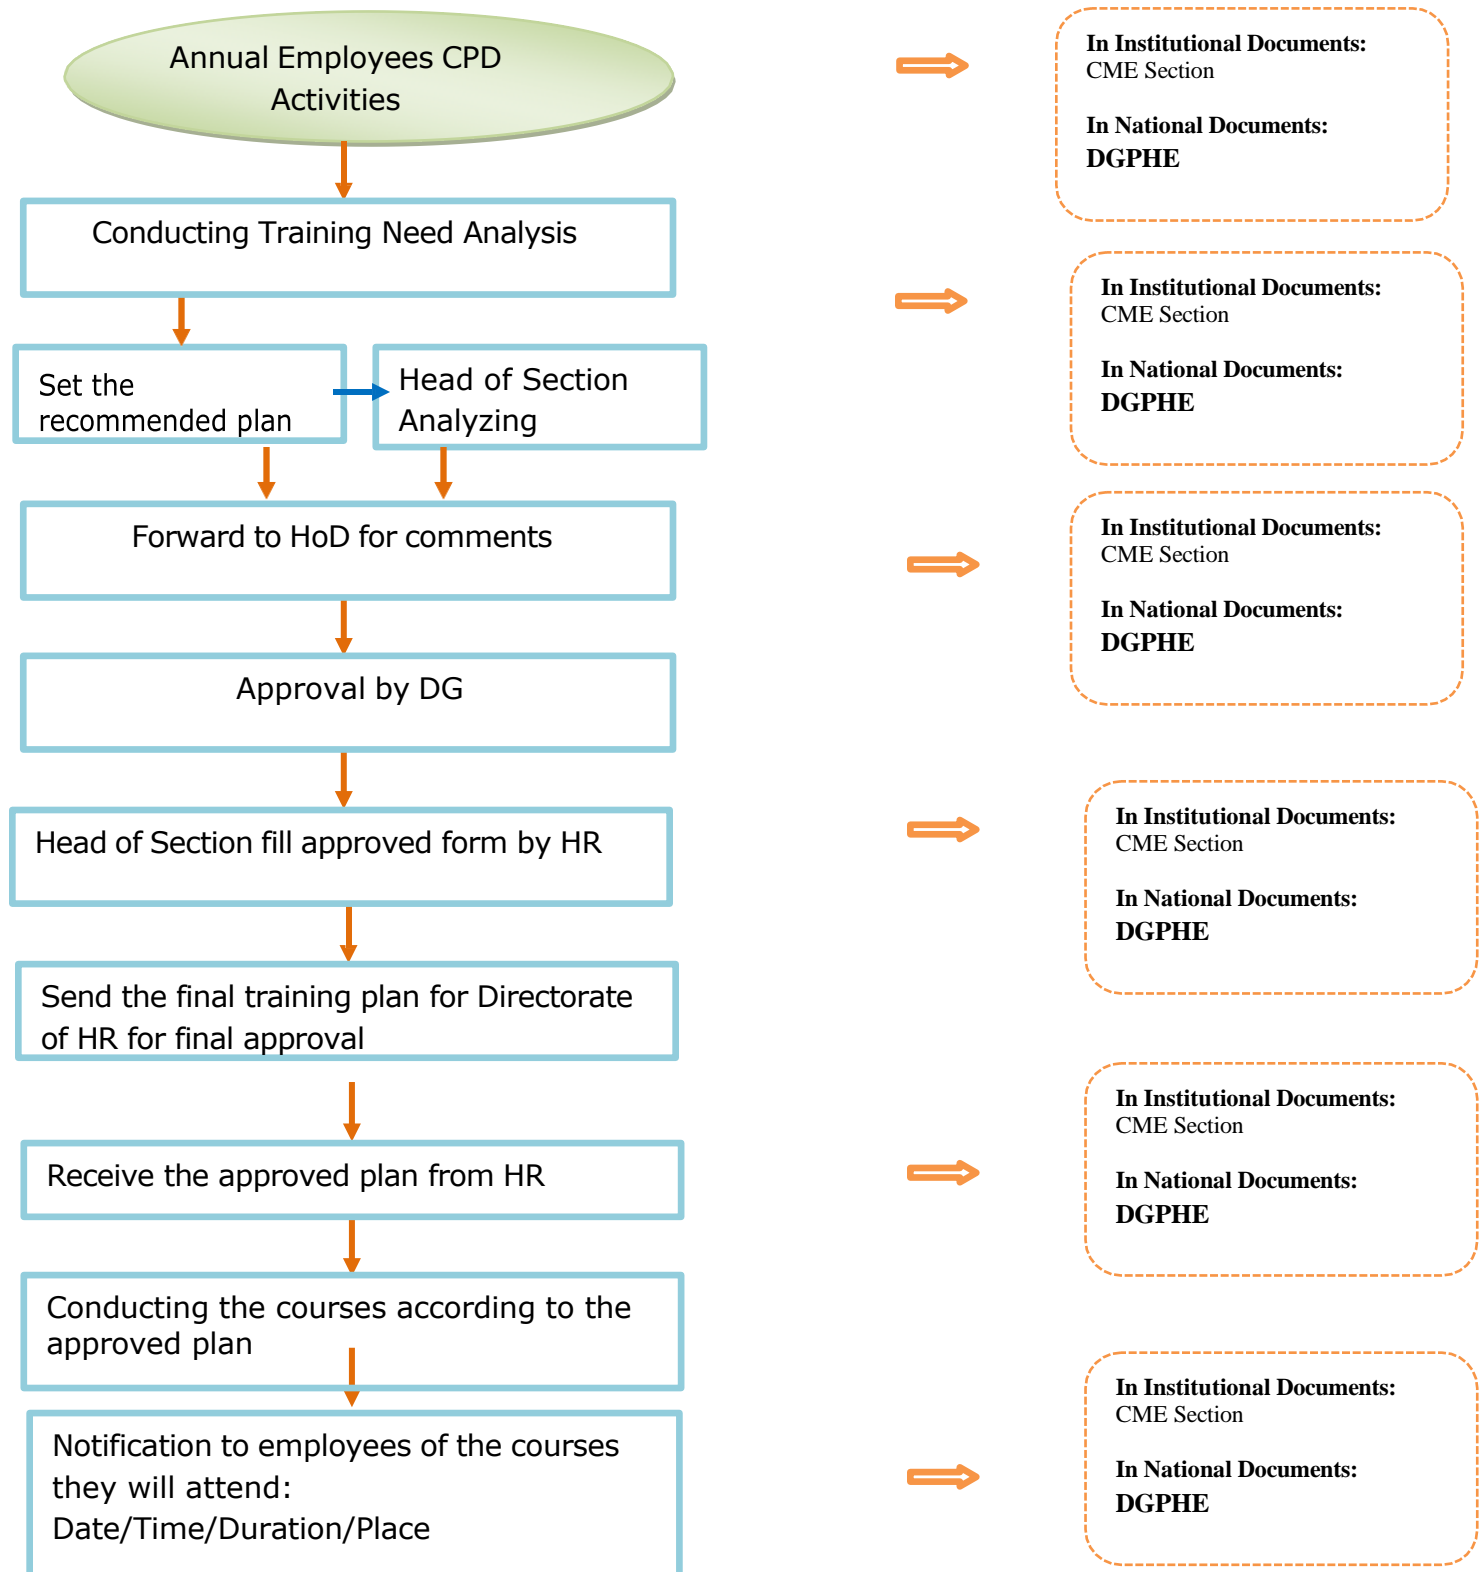 Annual Employees CPD
Activities
Conducting Training Need Analysis
Set the
recommended plan
Head of Section
Analyzing
Forward to HoD for comments
Approval by DG
Head of Section fill approved form by HR
Send the final training plan for Directorate
of HR for final approval
Receive the approved plan from HR
Conducting the courses according to the
approved plan
Notification to employees of the courses
they will attend:
Date/Time/Duration/Place
In Institutional Documents:
CME Section
In National Documents:
DGPHE
In Institutional Documents:
CME Section
In National Documents:
DGPHE
In Institutional Documents:
CME Section
In National Documents:
DGPHE
In Institutional Documents:
CME Section
In National Documents:
DGPHE
In Institutional Documents:
CME Section
In National Documents:
DGPHE
In Institutional Documents:
CME Section
In National Documents:
DGPHE